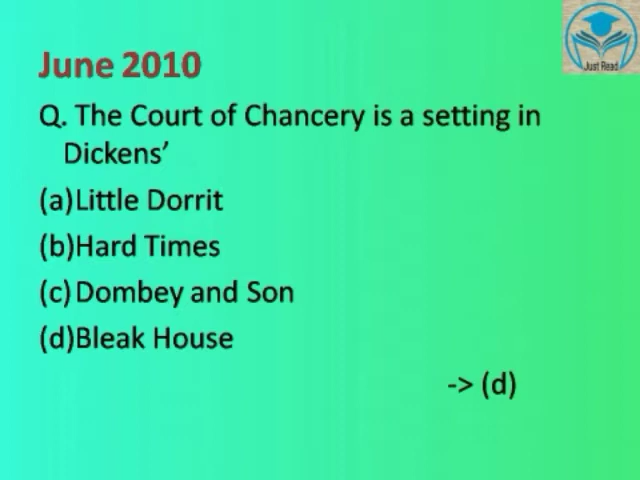 Just Read
June 2010
Q. The Court of Chancery is a setting in
Dickens’
(a)Little Dorrit
(b)Hard Times
(c) Dombey and Son
(d)Bleak House
-> (d)